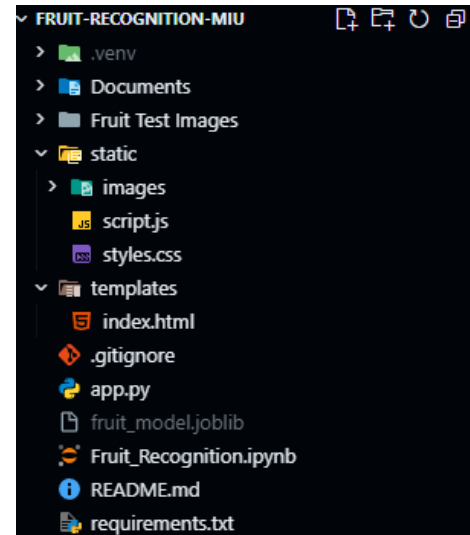 FRUIT-RECOGNITION-MIU
.venv
Documents
Fruit Test Images
static
images
JS script.js
styles.css
templates
index.html
.gitignore
app.py
fruit_model.joblib
Fruit_Recognition.ipynb
README.md
requirements.txt